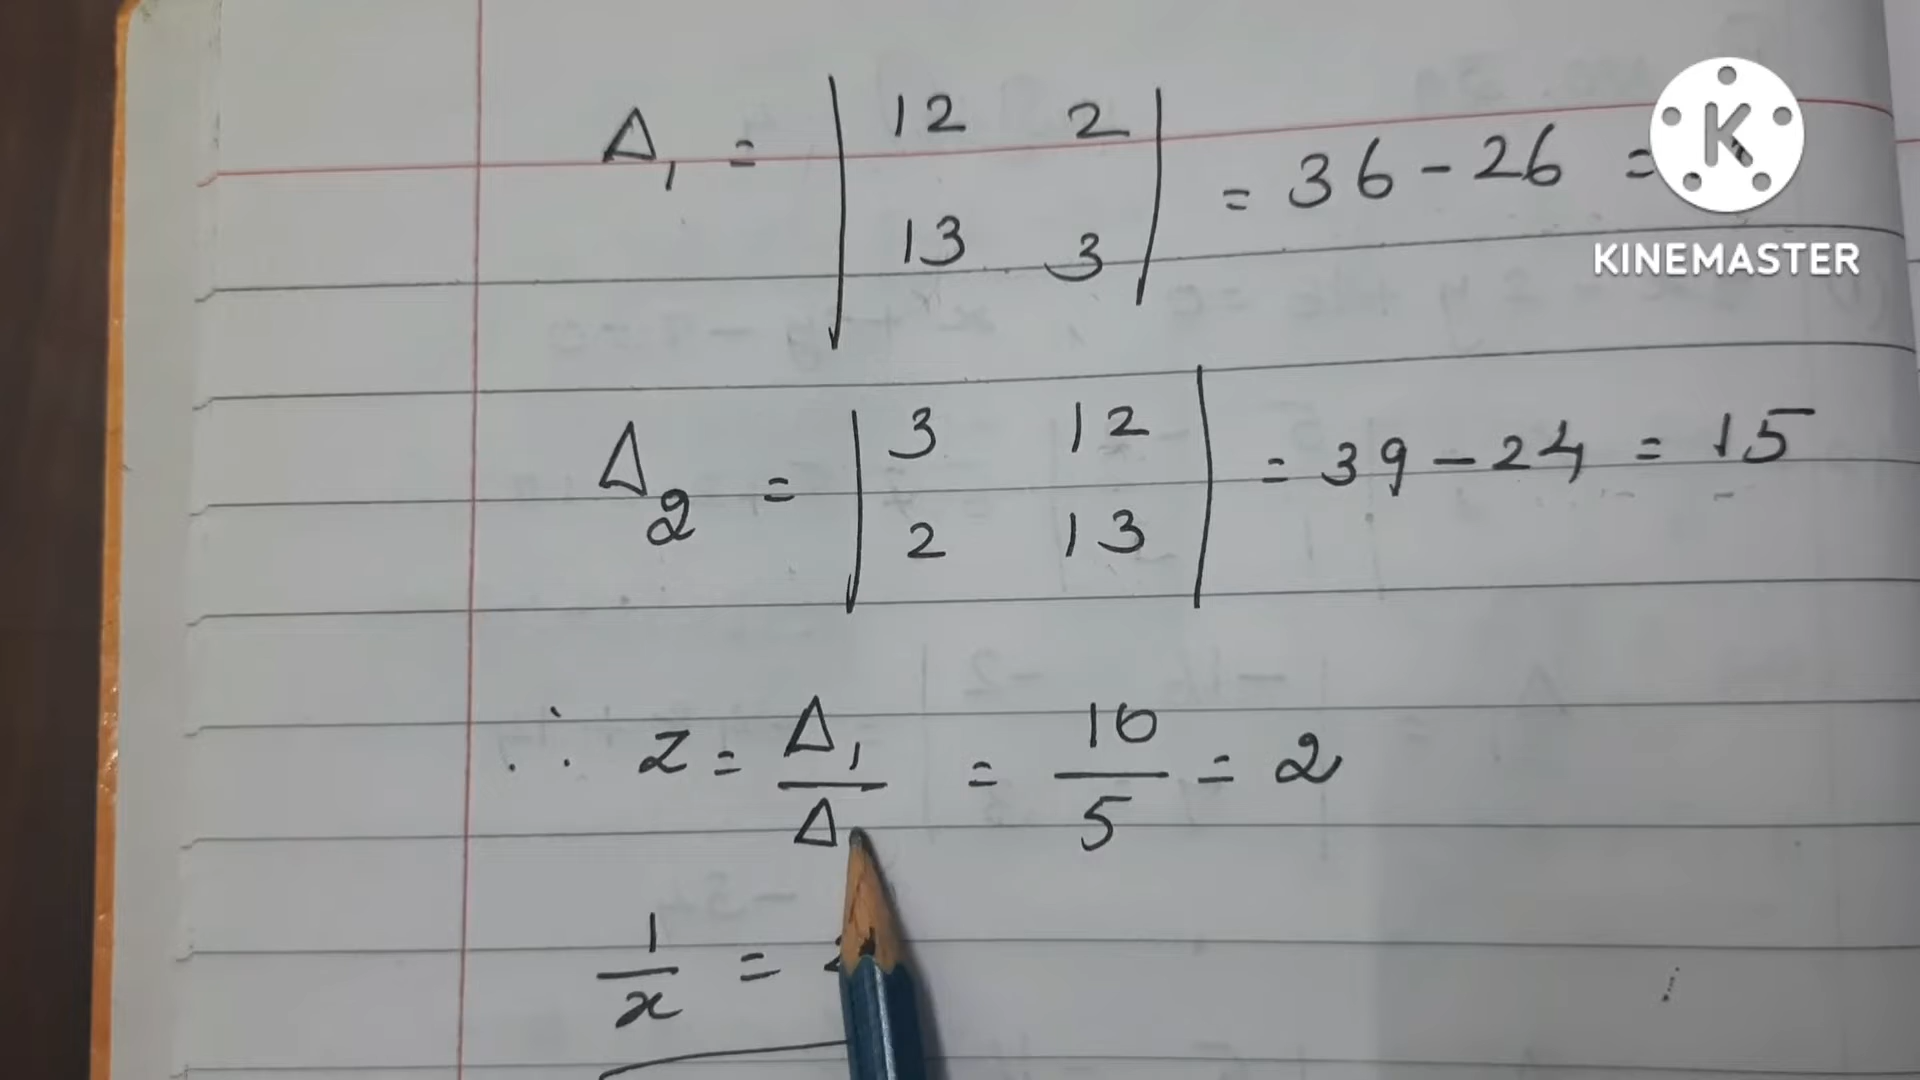 Δ₁ = | 12 2 | = 36 - 26 =
| 13 3 |
K
KINEMASTER
Δ₂ = | 3 12 | = 39 - 24 = 15
| 2 13 |
∴ z = Δ₁/Δ = 10/5 = 2
1/x =